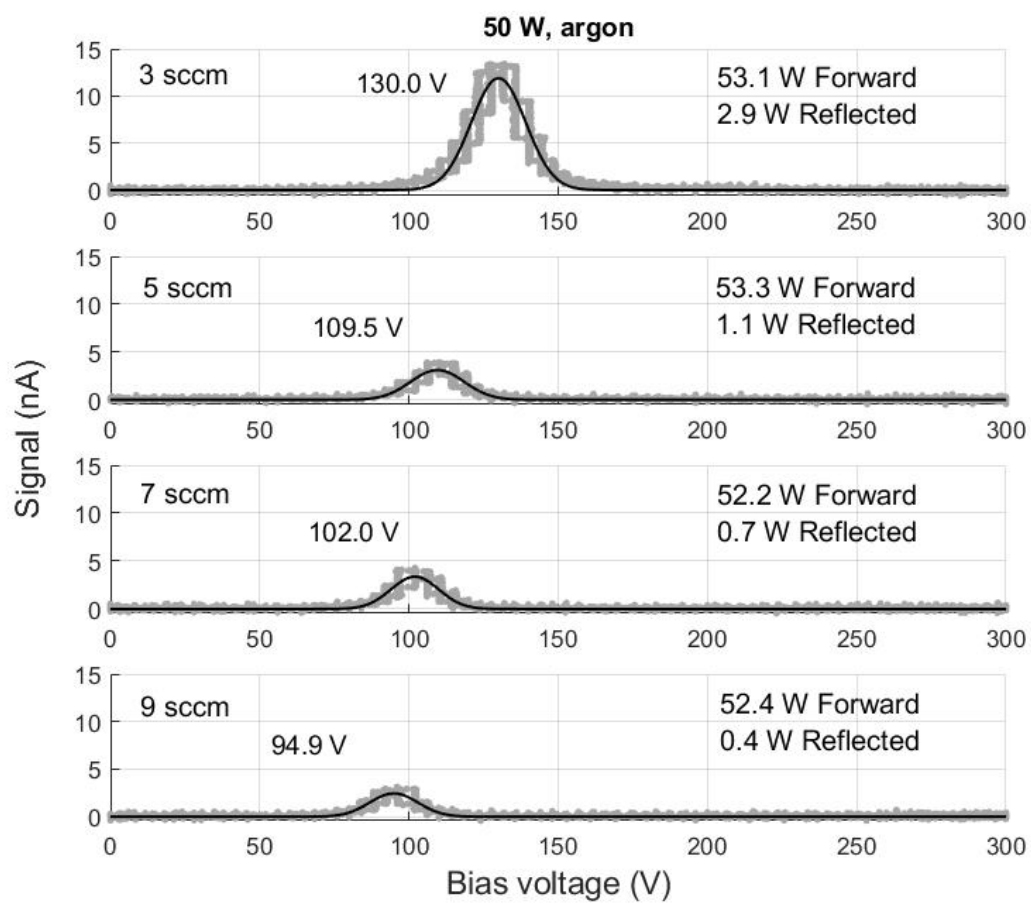 50 W, argon
15
10
5
0
3 sccm
130.0 V
53.1 W Forward
2.9 W Reflected
0 50 100 150 200 250 300
15
10
5
0
5 sccm
109.5 V
53.3 W Forward
1.1 W Reflected
0 50 100 150 200 250 300
15
10
5
0
7 sccm
102.0 V
52.2 W Forward
0.7 W Reflected
0 50 100 150 200 250 300
15
10
5
0
9 sccm
94.9 V
52.4 W Forward
0.4 W Reflected
0 50 100 150 200 250 300
Signal (nA)
Bias voltage (V)